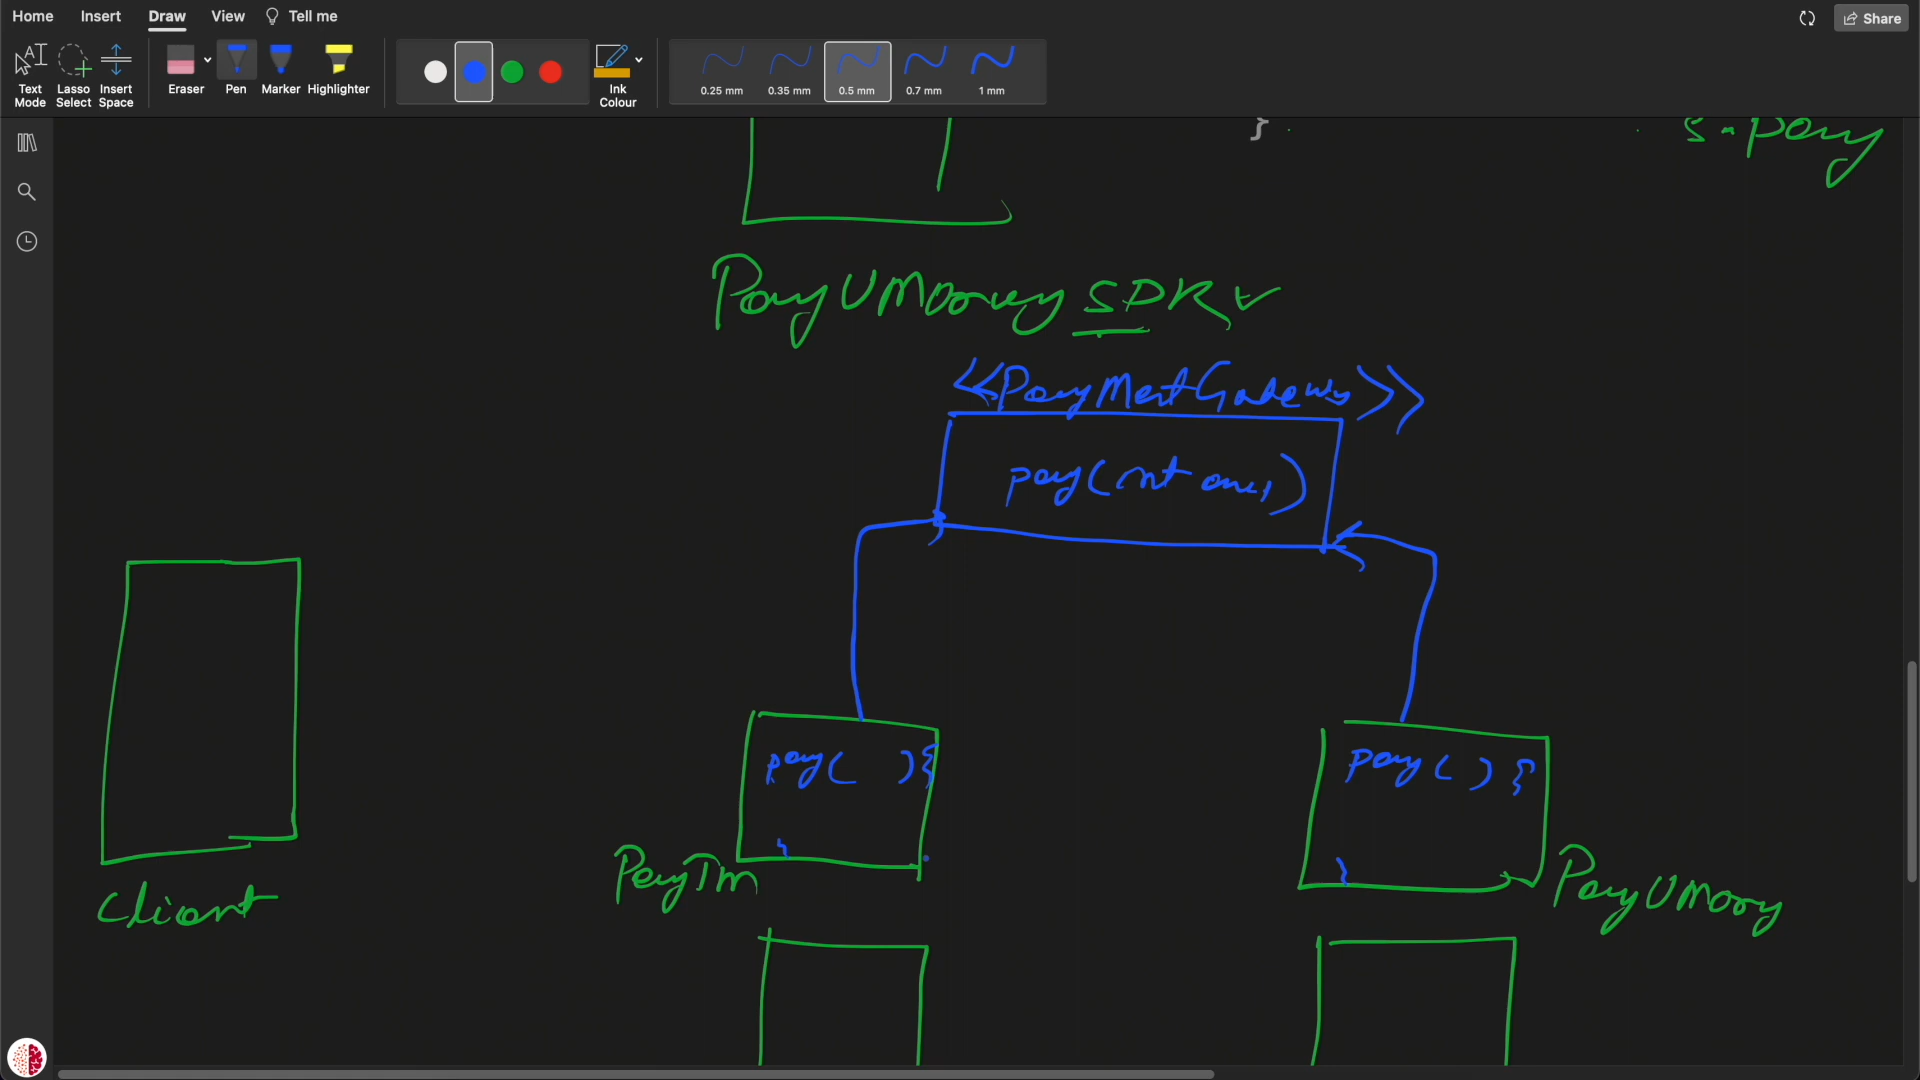 Home Insert Draw View Tell me
Share
Text Mode
Lasso Select
Insert Space
Eraser
Pen
Marker
Highlighter
Ink Colour
0.25 mm
0.35 mm
0.5 mm
0.7 mm
1 mm
}
s.pay
PayUMoney SDK
<<PaymentGateway>>
pay(int amt)
pay( ){
}
pay( ){
}
PayTm
PayUMoney
Client